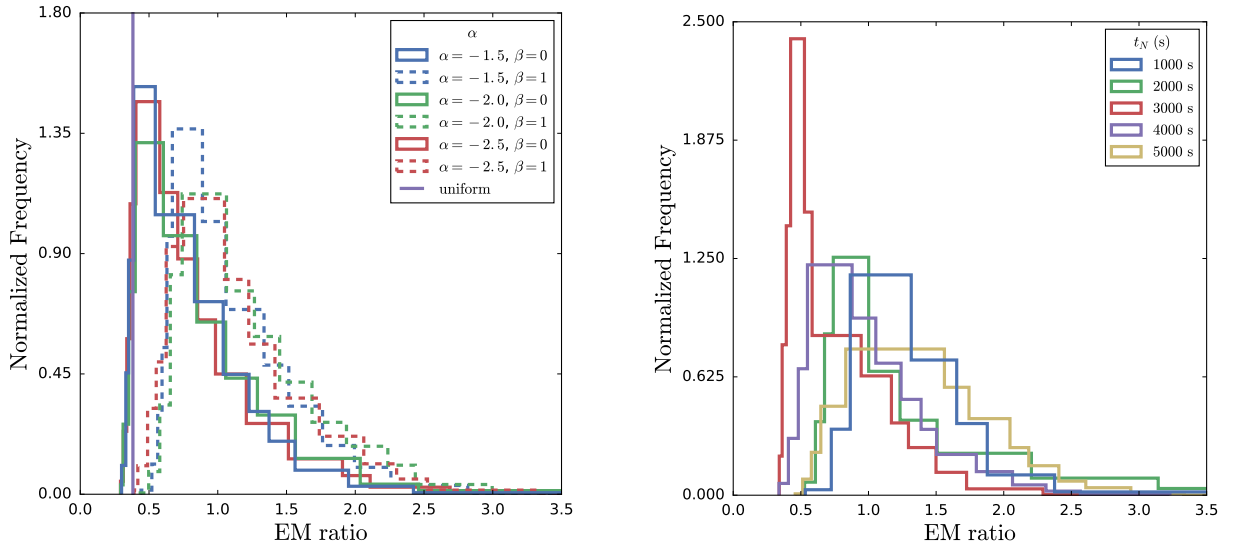 1.80
1.35
0.90
0.45
0.00
Normalized Frequency
0.0 0.5 1.0 1.5 2.0 2.5 3.0 3.5
EM ratio
α
α = −1.5, β = 0
α = −1.5, β = 1
α = −2.0, β = 0
α = −2.0, β = 1
α = −2.5, β = 0
α = −2.5, β = 1
uniform
2.500
1.875
1.250
0.625
0.000
Normalized Frequency
0.0 0.5 1.0 1.5 2.0 2.5 3.0 3.5
EM ratio
t_N (s)
1000 s
2000 s
3000 s
4000 s
5000 s